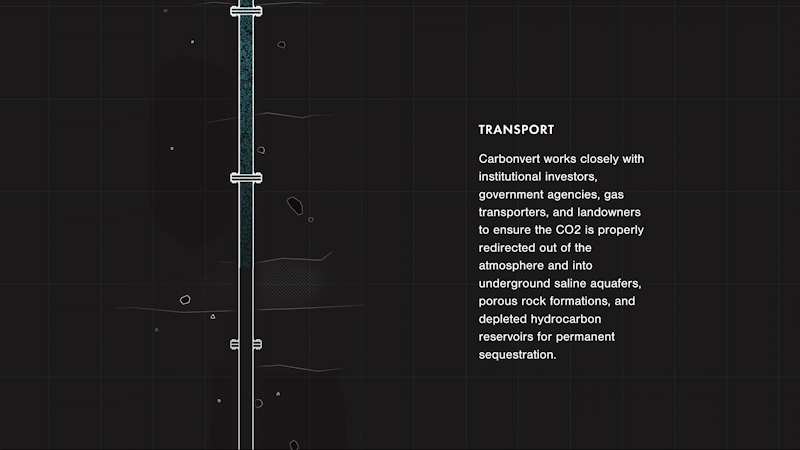 TRANSPORT
Carbonvert works closely with
institutional investors,
government agencies, gas
transporters, and landowners
to ensure the CO2 is properly
redirected out of the
atmosphere and into
underground saline aquafers,
porous rock formations, and
depleted hydrocarbon
reservoirs for permanent
sequestration.